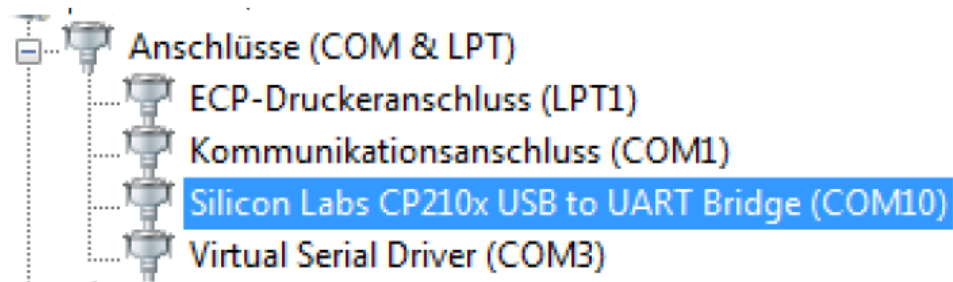 Anschlüsse (COM & LPT)
ECP-Druckeranschluss (LPT1)
Kommunikationsanschluss (COM1)
Silicon Labs CP210x USB to UART Bridge (COM10)
Virtual Serial Driver (COM3)